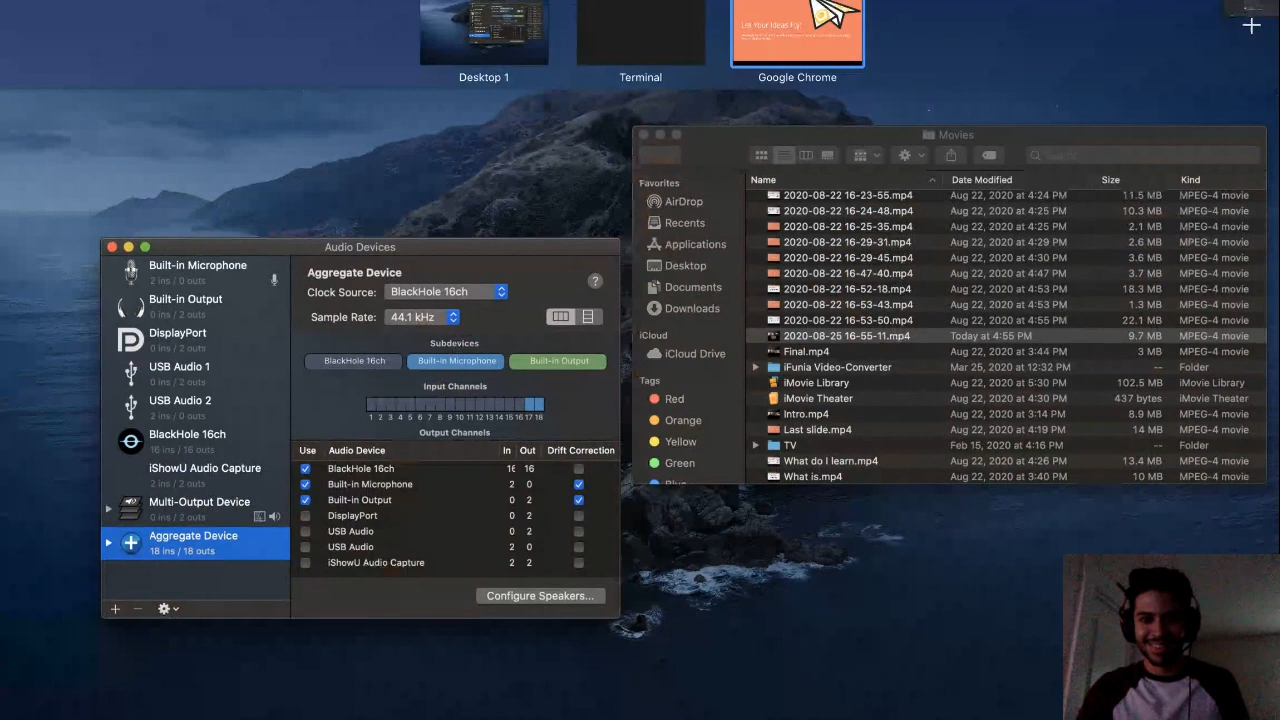 Let Your Ideas Fly!
Desktop 1
Terminal
Google Chrome
Audio Devices
Built-in Microphone
2 ins / 0 outs
Built-in Output
0 ins / 2 outs
DisplayPort
0 ins / 2 outs
USB Audio 1
0 ins / 2 outs
USB Audio 2
2 ins / 0 outs
BlackHole 16ch
16 ins / 16 outs
iShowU Audio Capture
2 ins / 2 outs
Multi-Output Device
0 ins / 2 outs
Aggregate Device
18 ins / 18 outs
Aggregate Device
?
Clock Source: BlackHole 16ch
Sample Rate: 44.1 kHz
Subdevices
BlackHole 16ch Built-in Microphone Built-in Output
Input Channels
1 2 3 4 5 6 7 8 9 10 11 12 13 14 15 16 17 18
Output Channels
Use Audio Device In Out Drift Correction
BlackHole 16ch 16 16
Built-in Microphone 2 0
Built-in Output 0 2
DisplayPort 0 2
USB Audio 0 2
USB Audio 2 0
iShowU Audio Capture 2 2
Configure Speakers...
Movies
Search
Favorites
AirDrop
Recents
Applications
Desktop
Documents
Downloads
iCloud
iCloud Drive
Tags
Red
Orange
Yellow
Green
Blue
Name Date Modified Size Kind
2020-08-22 16-23-55.mp4 Aug 22, 2020 at 4:24 PM 11.5 MB MPEG-4 movie
2020-08-22 16-24-48.mp4 Aug 22, 2020 at 4:25 PM 10.3 MB MPEG-4 movie
2020-08-22 16-25-35.mp4 Aug 22, 2020 at 4:25 PM 2.1 MB MPEG-4 movie
2020-08-22 16-29-31.mp4 Aug 22, 2020 at 4:29 PM 2.6 MB MPEG-4 movie
2020-08-22 16-29-45.mp4 Aug 22, 2020 at 4:30 PM 3.6 MB MPEG-4 movie
2020-08-22 16-47-40.mp4 Aug 22, 2020 at 4:47 PM 3.7 MB MPEG-4 movie
2020-08-22 16-52-18.mp4 Aug 22, 2020 at 4:53 PM 18.3 MB MPEG-4 movie
2020-08-22 16-53-43.mp4 Aug 22, 2020 at 4:53 PM 1.3 MB MPEG-4 movie
2020-08-22 16-53-50.mp4 Aug 22, 2020 at 4:55 PM 22.1 MB MPEG-4 movie
2020-08-25 16-55-11.mp4 Today at 4:55 PM 9.7 MB MPEG-4 movie
Final.mp4 Aug 22, 2020 at 3:44 PM 3 MB MPEG-4 movie
iFunia Video-Converter Mar 25, 2020 at 12:32 PM -- Folder
iMovie Library Aug 22, 2020 at 5:30 PM 102.5 MB iMovie Library
iMovie Theater Aug 22, 2020 at 4:30 PM 437 bytes iMovie Theater
Intro.mp4 Aug 22, 2020 at 3:14 PM 8.9 MB MPEG-4 movie
Last slide.mp4 Aug 22, 2020 at 4:19 PM 14 MB MPEG-4 movie
TV Feb 15, 2020 at 4:16 PM -- Folder
What do I learn.mp4 Aug 22, 2020 at 4:26 PM 13.4 MB MPEG-4 movie
What is.mp4 Aug 22, 2020 at 3:40 PM 10 MB MPEG-4 movie